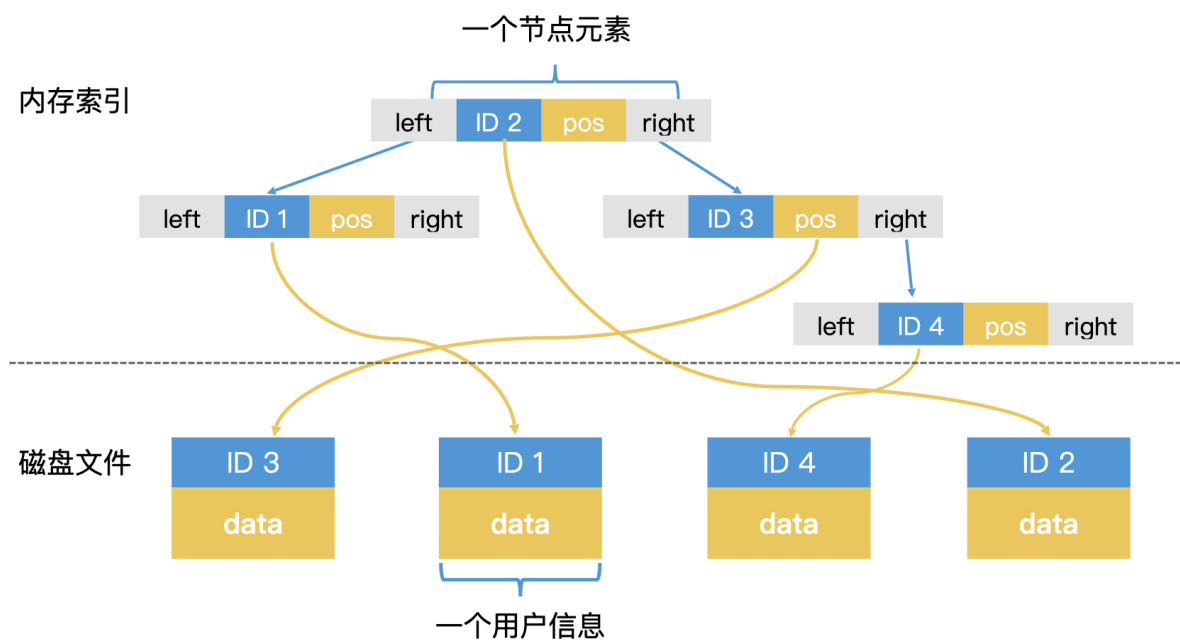 一个节点元素
内存索引
left ID 2 pos right
left ID 1 pos right
left ID 3 pos right
left ID 4 pos right
磁盘文件
ID 3
ID 1
ID 4
ID 2
data
data
data
data
一个用户信息